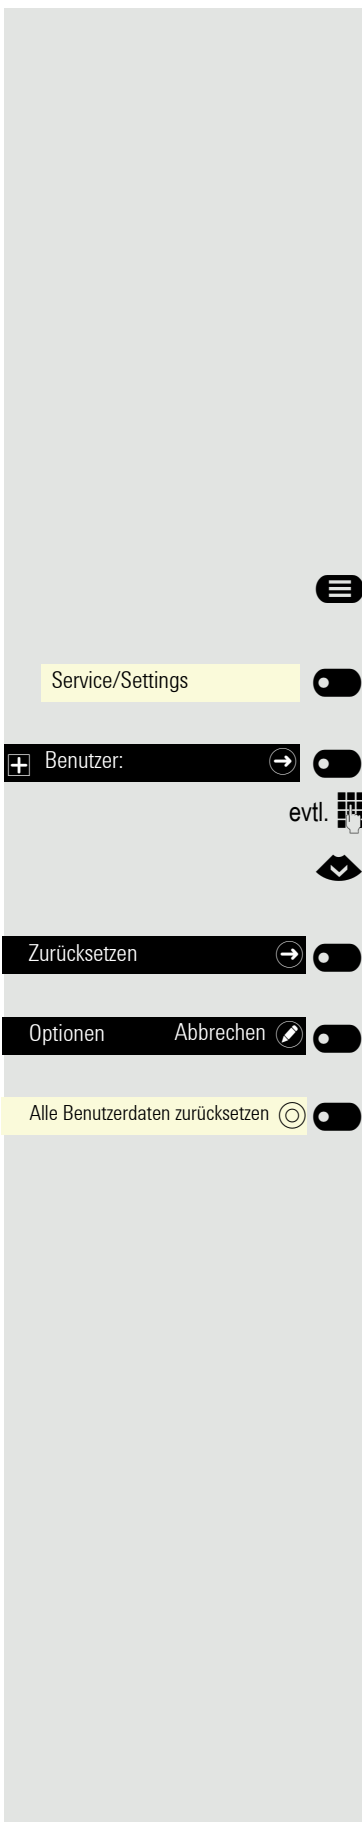 Service/Settings
Benutzer:
evtl.
Zurücksetzen
Optionen Abbrechen
Alle Benutzerdaten zurücksetzen